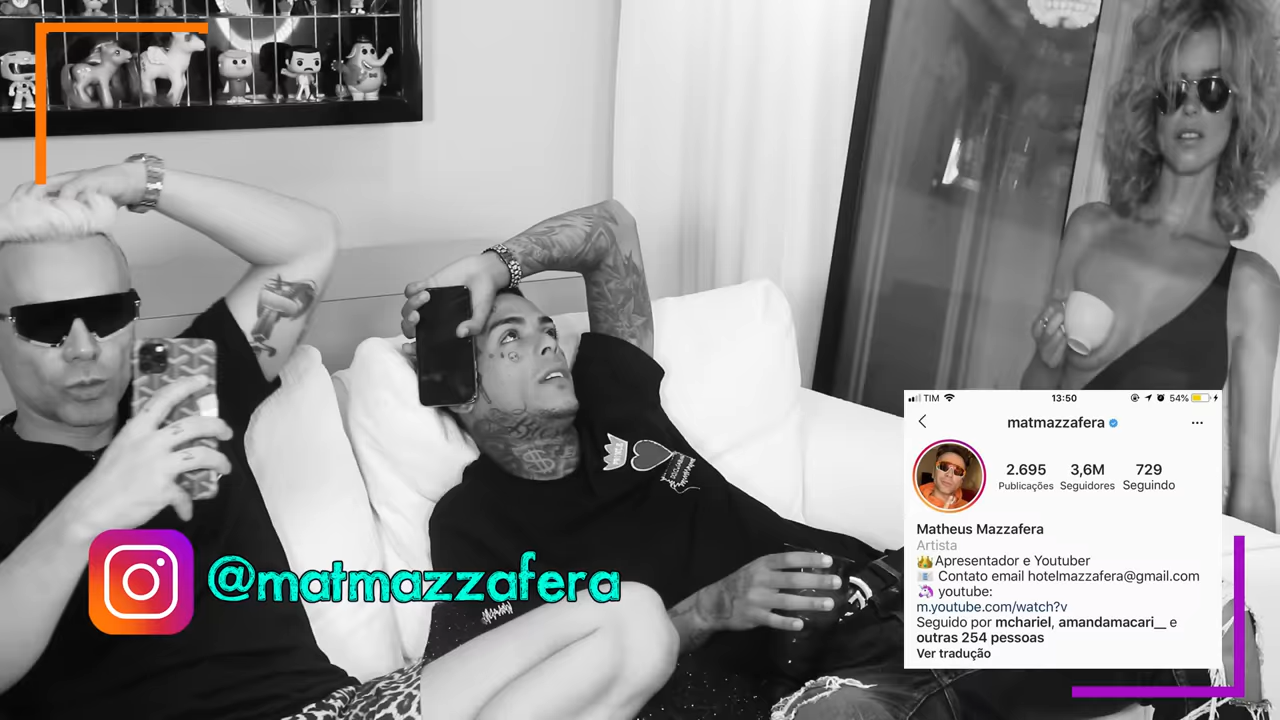 @matmazzafera
TIM 13:50 54%
matmazzafera
2.695 3,6M 729
Publicações Seguidores Seguindo
Matheus Mazzafera
Artista
Apresentador e Youtuber
Contato email hotelmazzafera@gmail.com
youtube:
m.youtube.com/watch?v
Seguido por mchariel, amandamacari__ e
outras 254 pessoas
Ver tradução